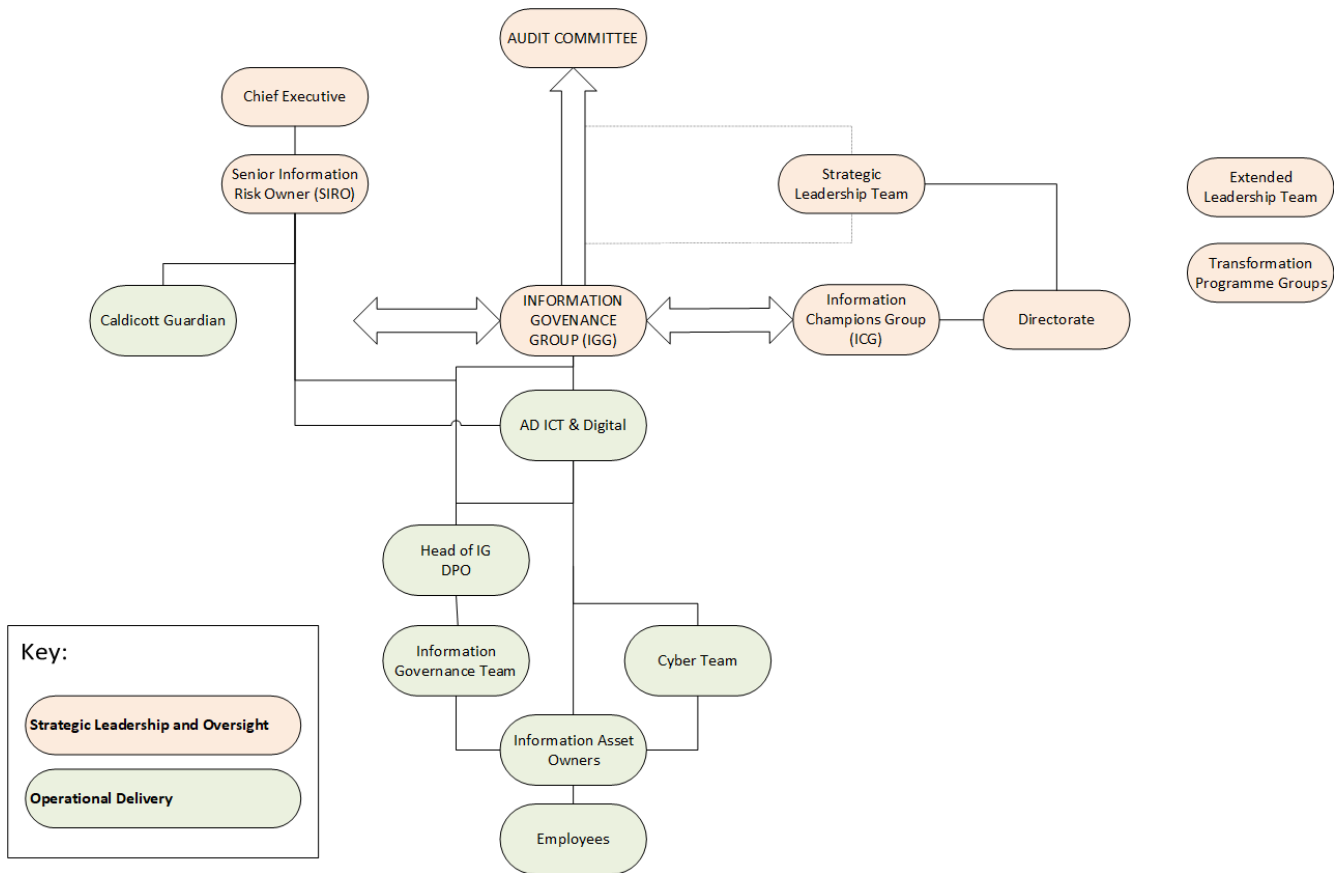 AUDIT COMMITTEE
Chief Executive
Senior Information
Risk Owner (SIRO)
Strategic
Leadership Team
Extended
Leadership Team
Transformation
Programme Groups
Caldicott Guardian
INFORMATION
GOVENANCE
GROUP (IGG)
Information
Champions Group
(ICG)
Directorate
AD ICT & Digital
Head of IG
DPO
Information
Governance Team
Cyber Team
Information Asset
Owners
Employees
Key:
Strategic Leadership and Oversight
Operational Delivery